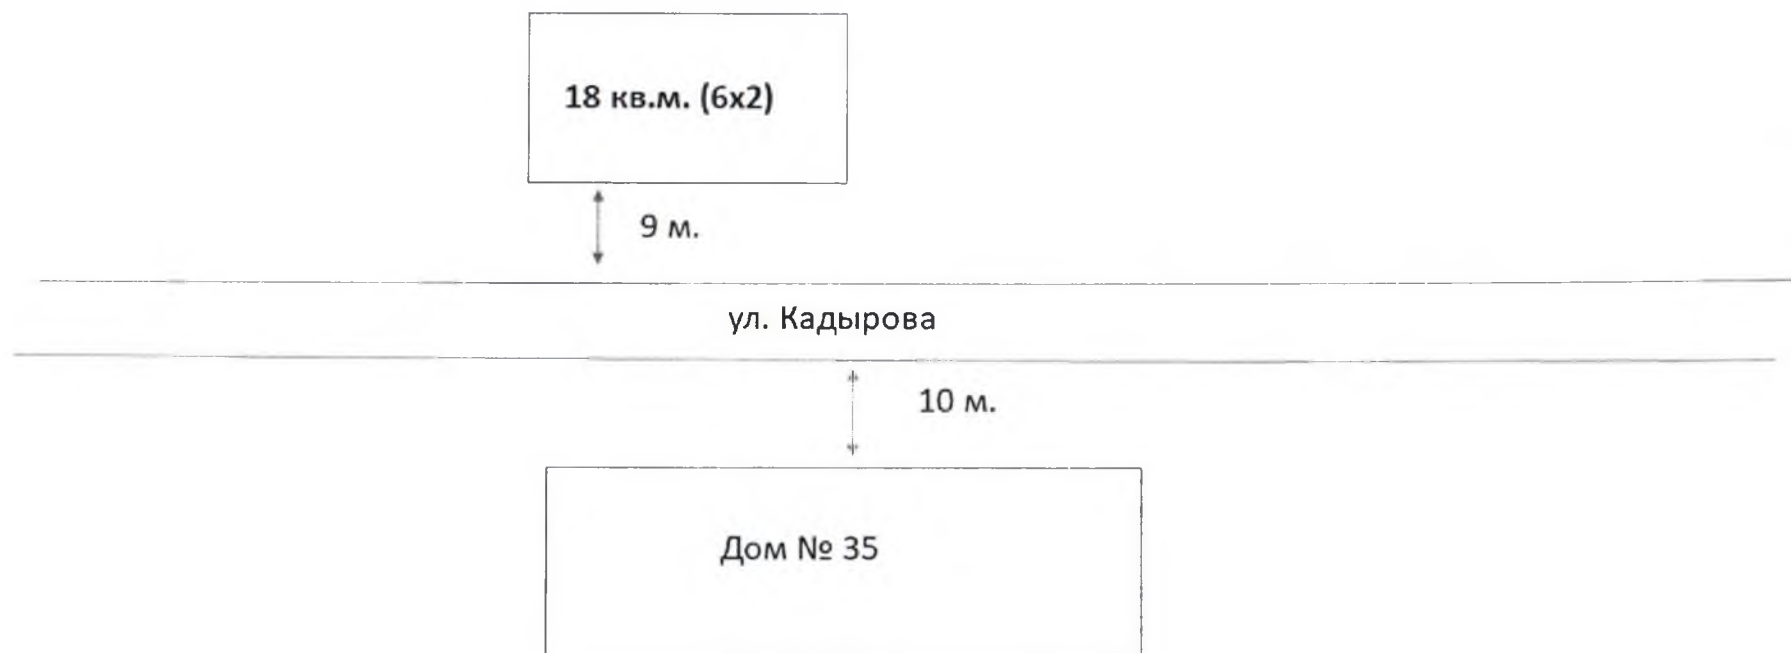 18 кв.м. (6х2)
9 м.
ул. Кадырова
10 м.
Дом № 35